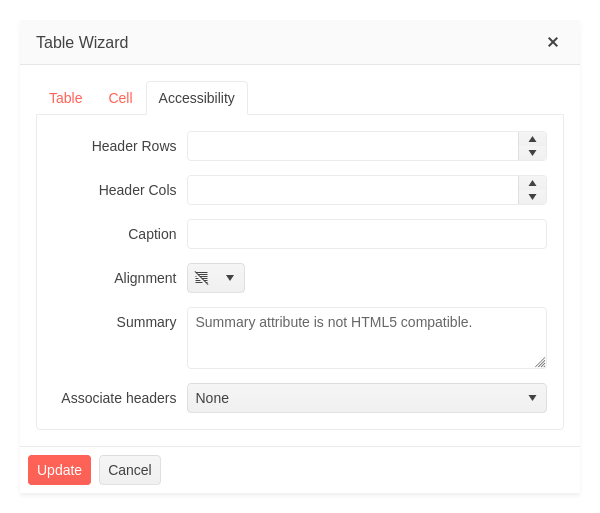 Table Wizard
Table Cell Accessibility
Header Rows
Header Cols
Caption
Alignment
Summary Summary attribute is not HTML5 compatible.
Associate headers None
Update Cancel